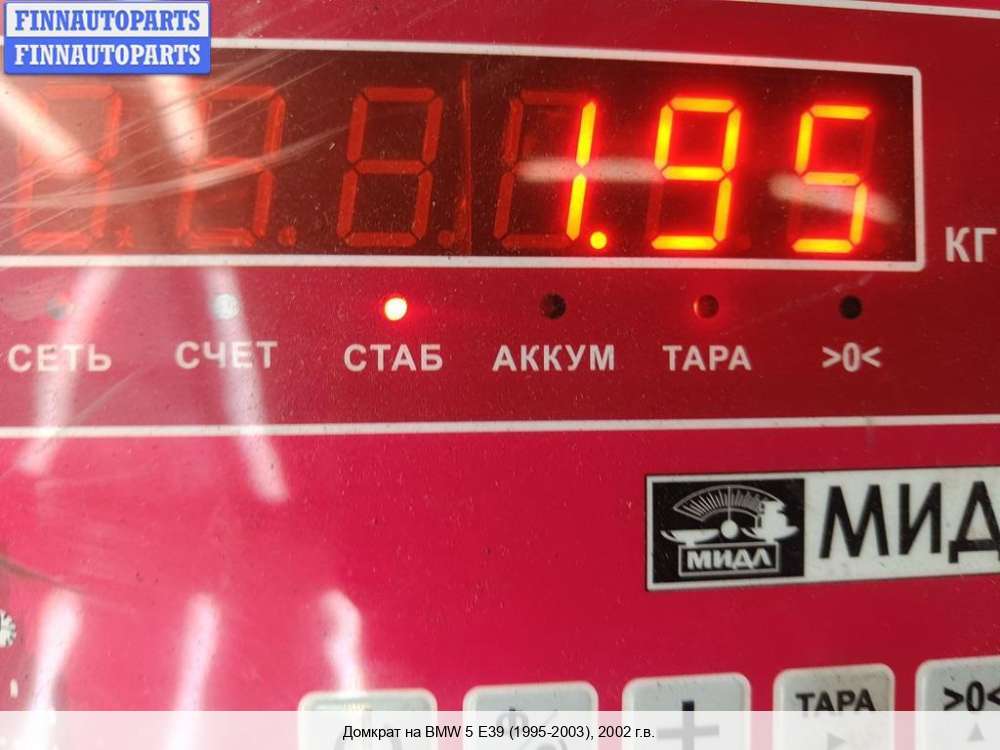 FINNAUTOPARTS
FINNAUTOPARTS
1.95
КГ
СЕТЬ СЧЕТ СТАБ АККУМ ТАРА >0<
МИДЛ МИД
+ ТАРА >0<
Домкрат на BMW 5 E39 (1995-2003), 2002 г.в.